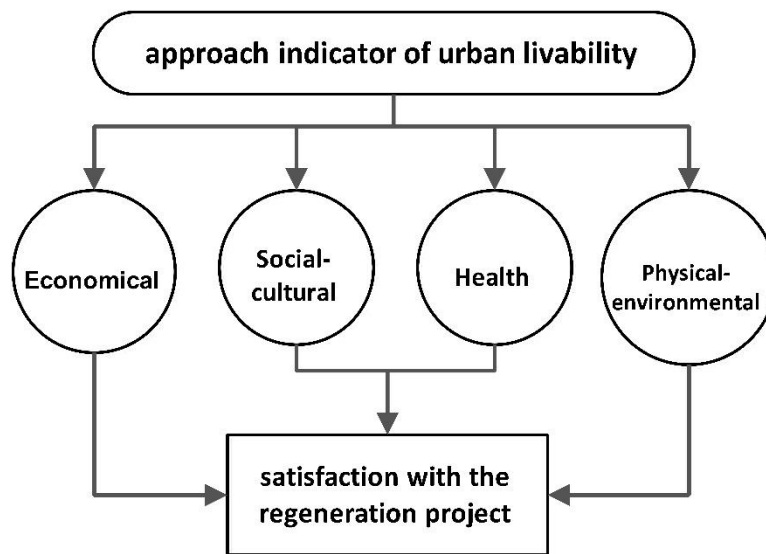 approach indicator of urban livability
Economical
Social-
cultural
Health
Physical-
environmental
satisfaction with the
regeneration project